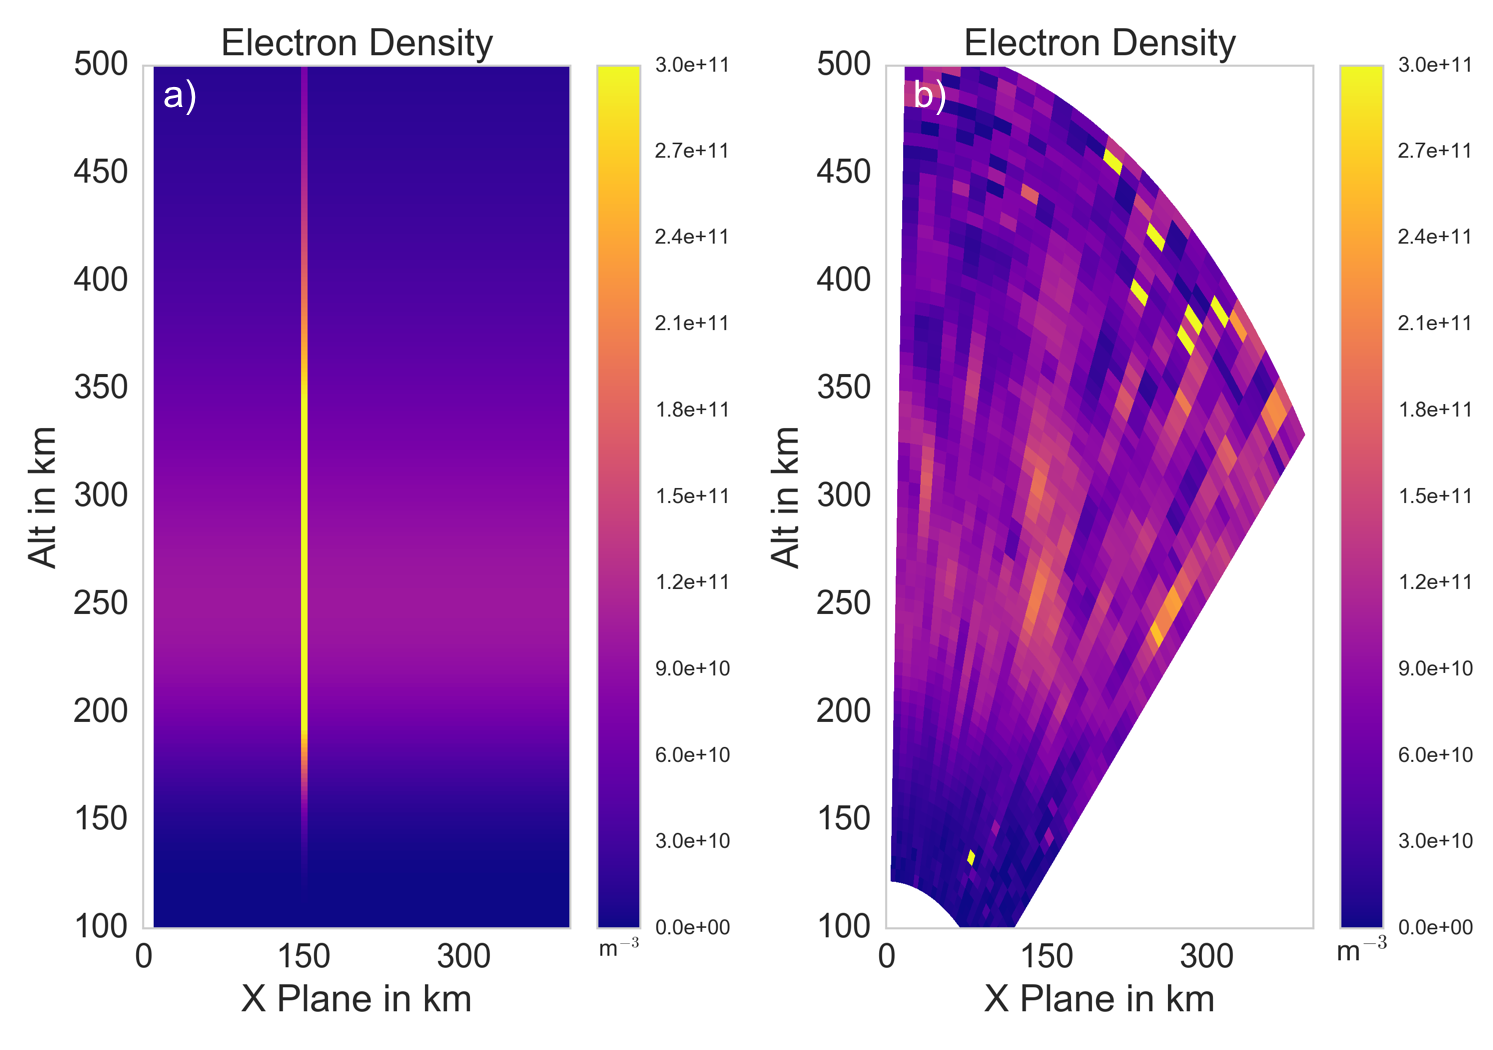 Electron Density
a)
500
450
400
350
300
250
200
150
100
Alt in km
0 150 300
X Plane in km
3.0e+11
2.7e+11
2.4e+11
2.1e+11
1.8e+11
1.5e+11
1.2e+11
9.0e+10
6.0e+10
3.0e+10
0.0e+00
m⁻³
Electron Density
b)
500
450
400
350
300
250
200
150
100
Alt in km
0 150 300
X Plane in km
3.0e+11
2.7e+11
2.4e+11
2.1e+11
1.8e+11
1.5e+11
1.2e+11
9.0e+10
6.0e+10
3.0e+10
0.0e+00
m⁻³